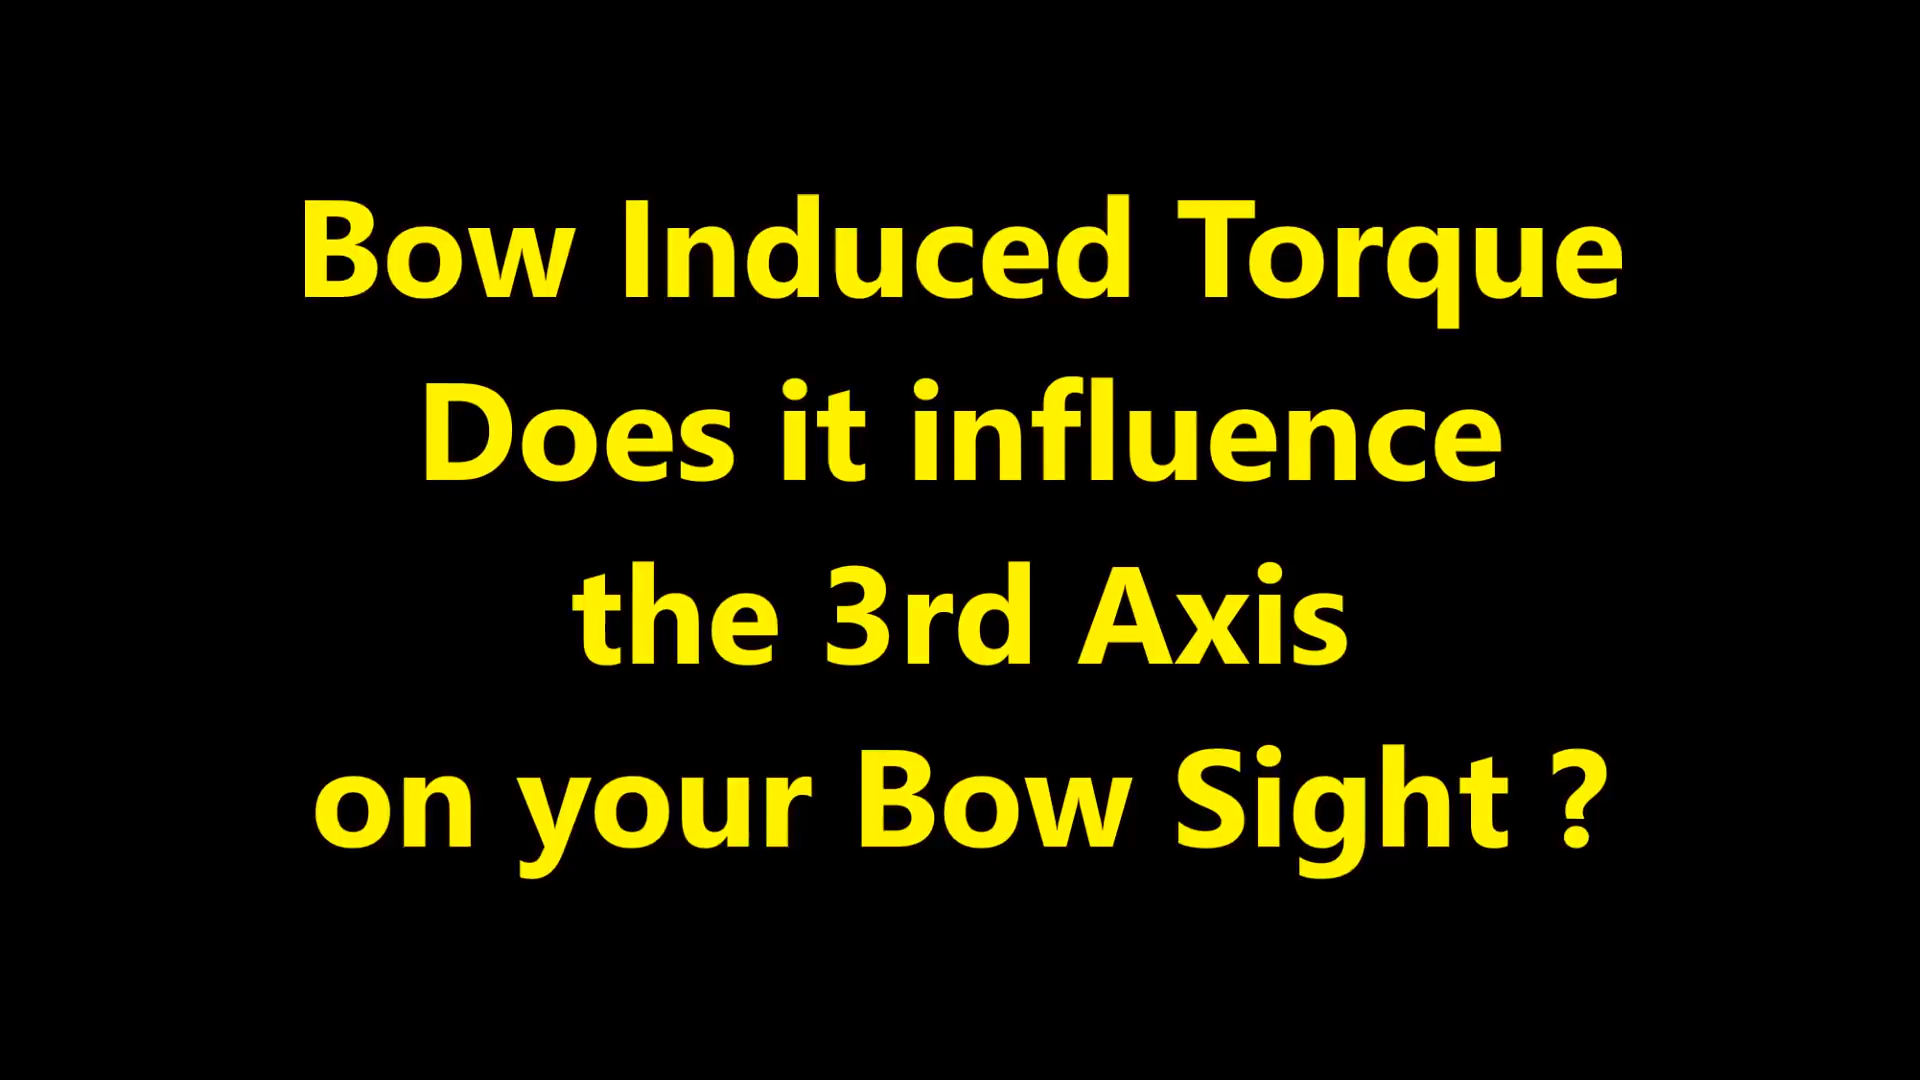 Bow Induced Torque
Does it influence
the 3rd Axis
on your Bow Sight ?